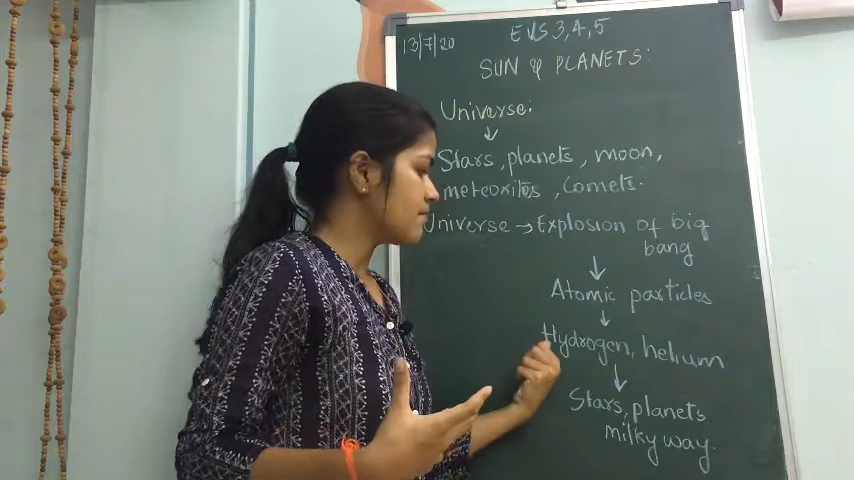 13/7/20
EVS 3,4,5
SUN & PLANETS:
Universe:
↓
Stars, planets, moon,
meteorites, comets.
Universe → Explosion of big
bang.
↓
Atomic particles
↓
Hydrogen, helium
↓
Stars, planets
milky way.